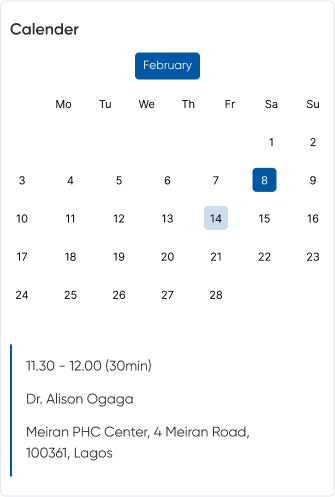 Calender
February
Mo Tu We Th Fr Sa Su
1 2
3 4 5 6 7 8 9
10 11 12 13 14 15 16
17 18 19 20 21 22 23
24 25 26 27 28
11.30 - 12.00 (30min)
Dr. Alison Ogaga
Meiran PHC Center, 4 Meiran Road,
100361, Lagos